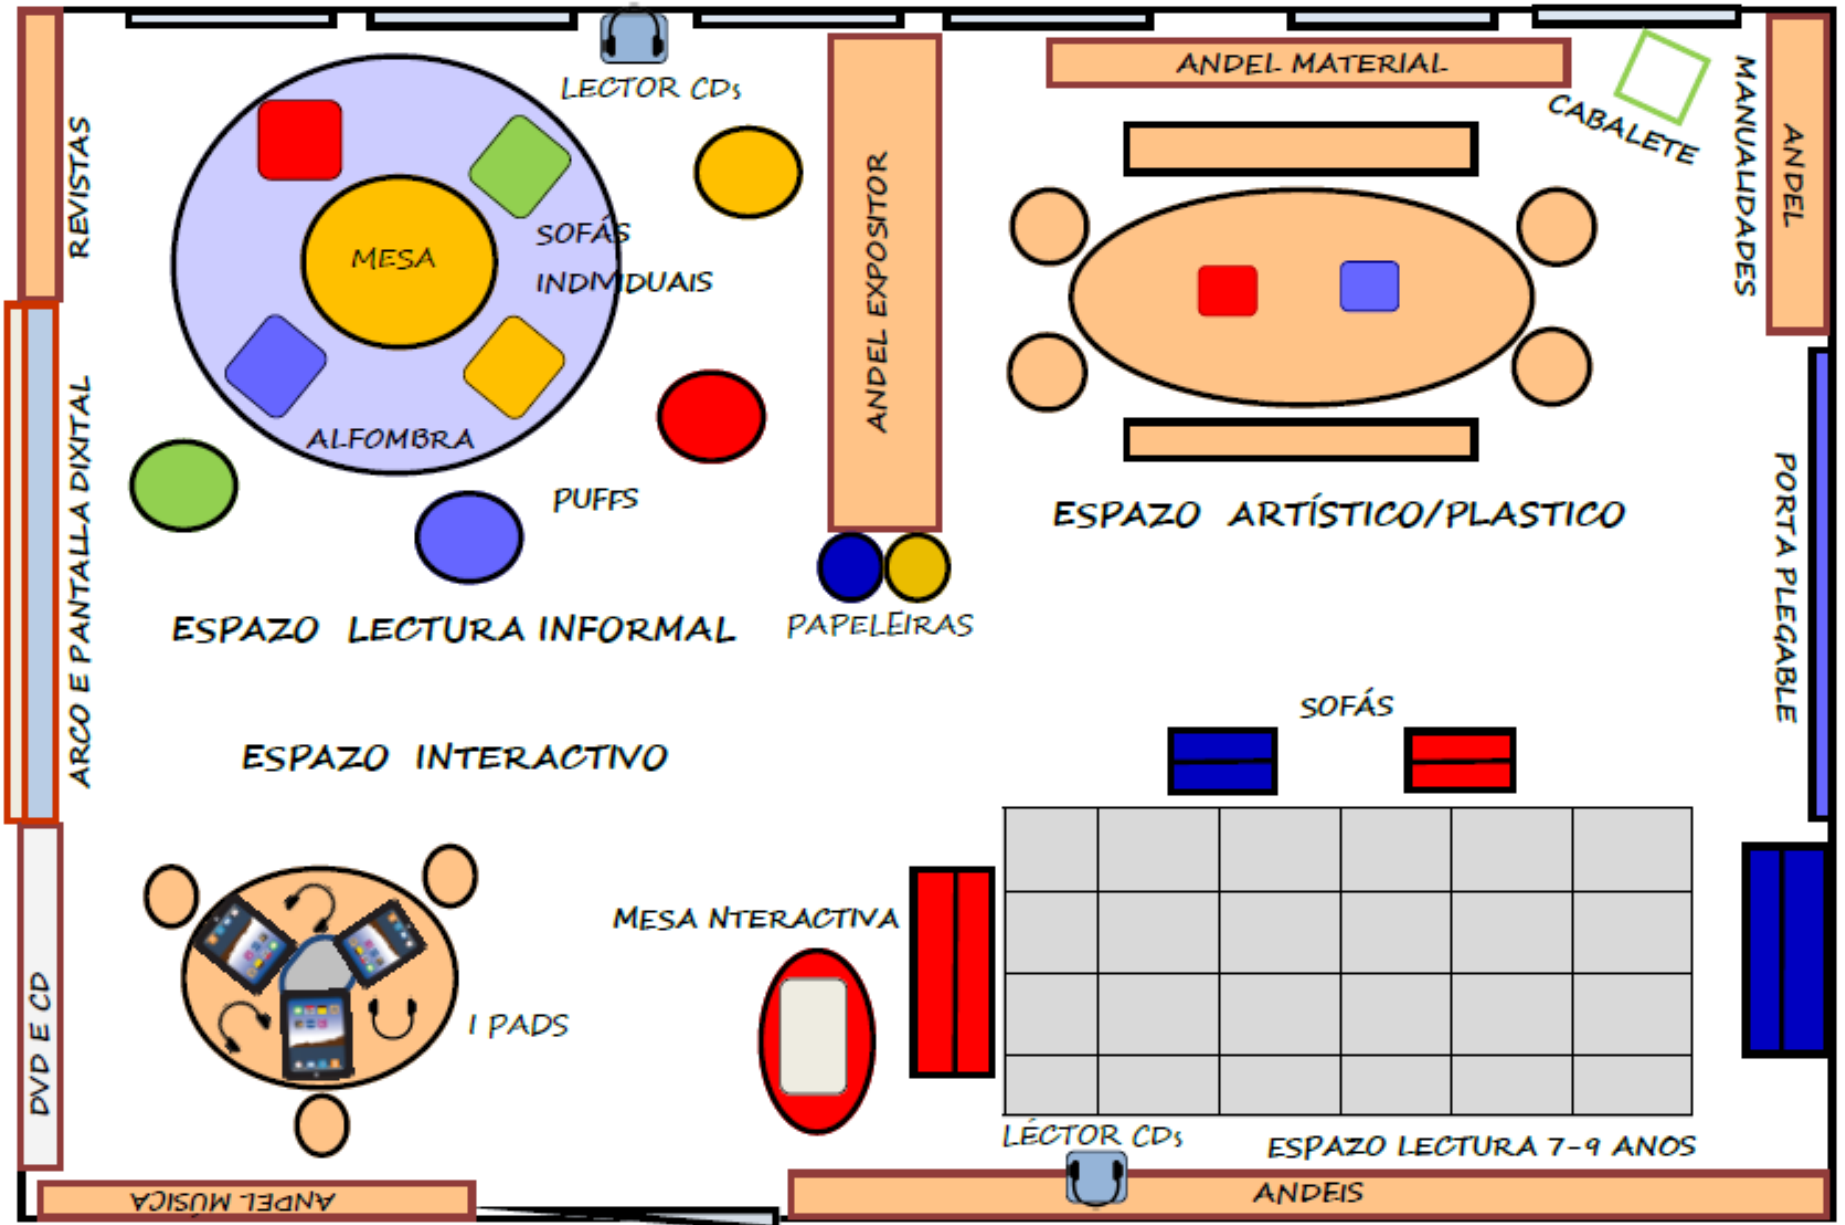 LECTOR CDs
ANDEL MATERIAL
CABALETE
MANUALIDADES
ANDEL
REVISTAS
MESA
SOFÁS
INDIVIDUAIS
ALFOMBRA
PUFFS
ANDEL EXPOSITOR
ESPAZO ARTÍSTICO/PLASTICO
ESPAZO LECTURA INFORMAL
PAPELEIRAS
ARCO E PANTALLA DIXITAL
PORTA PLEGABLE
ESPAZO INTERACTIVO
SOFÁS
MESA NTERACTIVA
I PADS
DVD E CD
LÉCTOR CDs
ESPAZO LECTURA 7-9 ANOS
ANDEL MÚSICA
ANDEIS